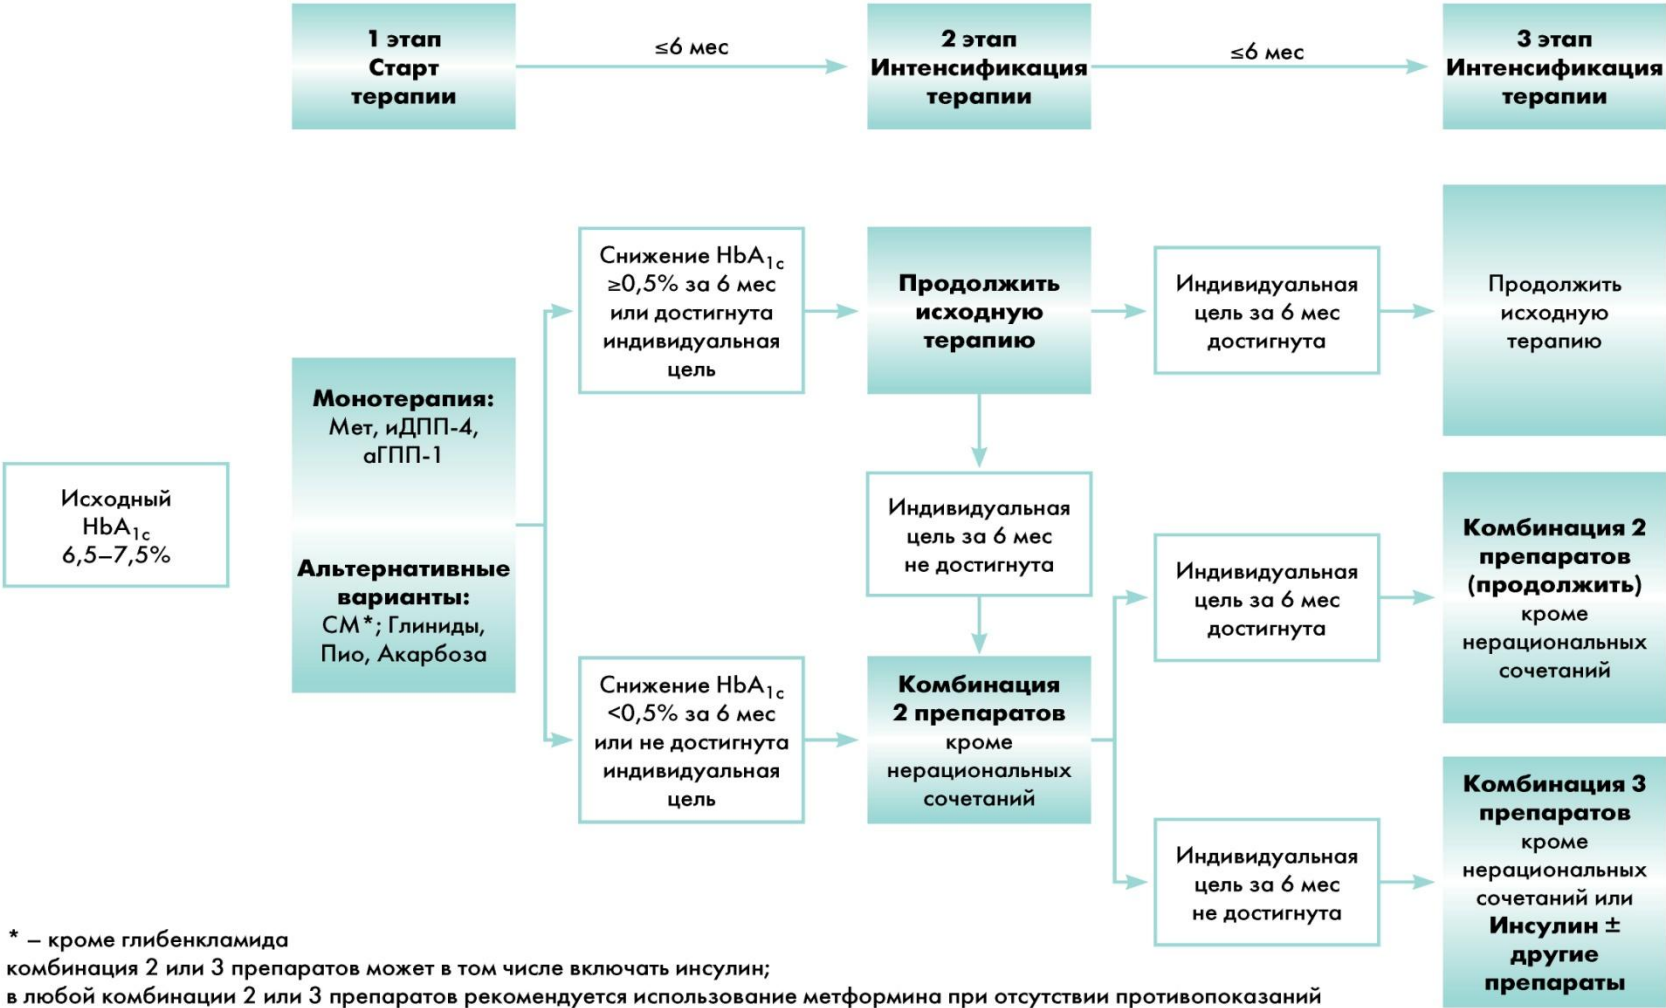 1 этап
Старт
терапии
≤6 мес
2 этап
Интенсификация
терапии
≤6 мес
3 этап
Интенсификация
терапии
Исходный
HbA1c
6,5–7,5%
Монотерапия:
Мет, иДПП-4,
аГПП-1
Альтернативные
варианты:
СМ*; Глиниды,
Пио, Акарбоза
Снижение HbA1c
≥0,5% за 6 мес
или достигнута
индивидуальная
цель
Продолжить
исходную
терапию
Индивидуальная
цель за 6 мес
достигнута
Продолжить
исходную
терапию
Индивидуальная
цель за 6 мес
не достигнута
Снижение HbA1c
<0,5% за 6 мес
или не достигнута
индивидуальная
цель
Комбинация
2 препаратов
кроме
нерациональных
сочетаний
Индивидуальная
цель за 6 мес
достигнута
Комбинация 2
препаратов
(продолжить)
кроме
нерациональных
сочетаний
Индивидуальная
цель за 6 мес
не достигнута
Комбинация 3
препаратов
кроме
нерациональных
сочетаний или
Инсулин ±
другие
препараты
* – кроме глибенкламида
комбинация 2 или 3 препаратов может в том числе включать инсулин;
в любой комбинации 2 или 3 препаратов рекомендуется использование метформина при отсутствии противопоказаний